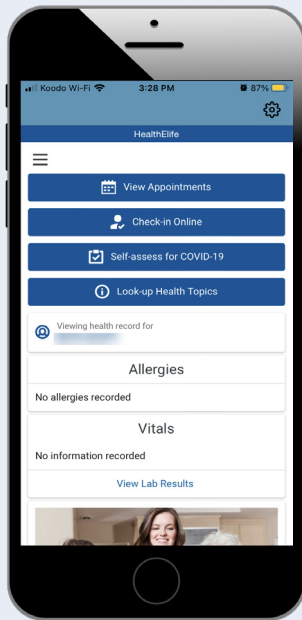 Koodo Wi-Fi 3:28 PM 87%
HealthElife
View Appointments
Check-in Online
Self-assess for COVID-19
Look-up Health Topics
Viewing health record for
Allergies
No allergies recorded
Vitals
No information recorded
View Lab Results